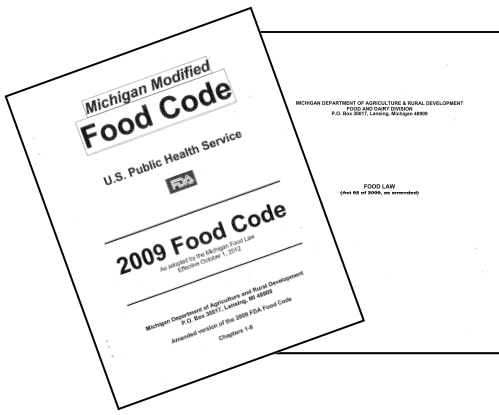 Michigan Modified
Food Code
U.S. Public Health Service
FDA
2009 Food Code
As adopted by the Michigan Food Law
Effective October 1, 2012
Michigan Department of Agriculture and Rural Development
P.O. Box 30017, Lansing, MI 48909
Amended version of the 2009 FDA Food Code
Chapters 1-8
MICHIGAN DEPARTMENT OF AGRICULTURE & RURAL DEVELOPMENT
FOOD AND DAIRY DIVISION
P.O. Box 30017, Lansing, Michigan 48909
FOOD LAW
(Act 92 of 2000, as amended)